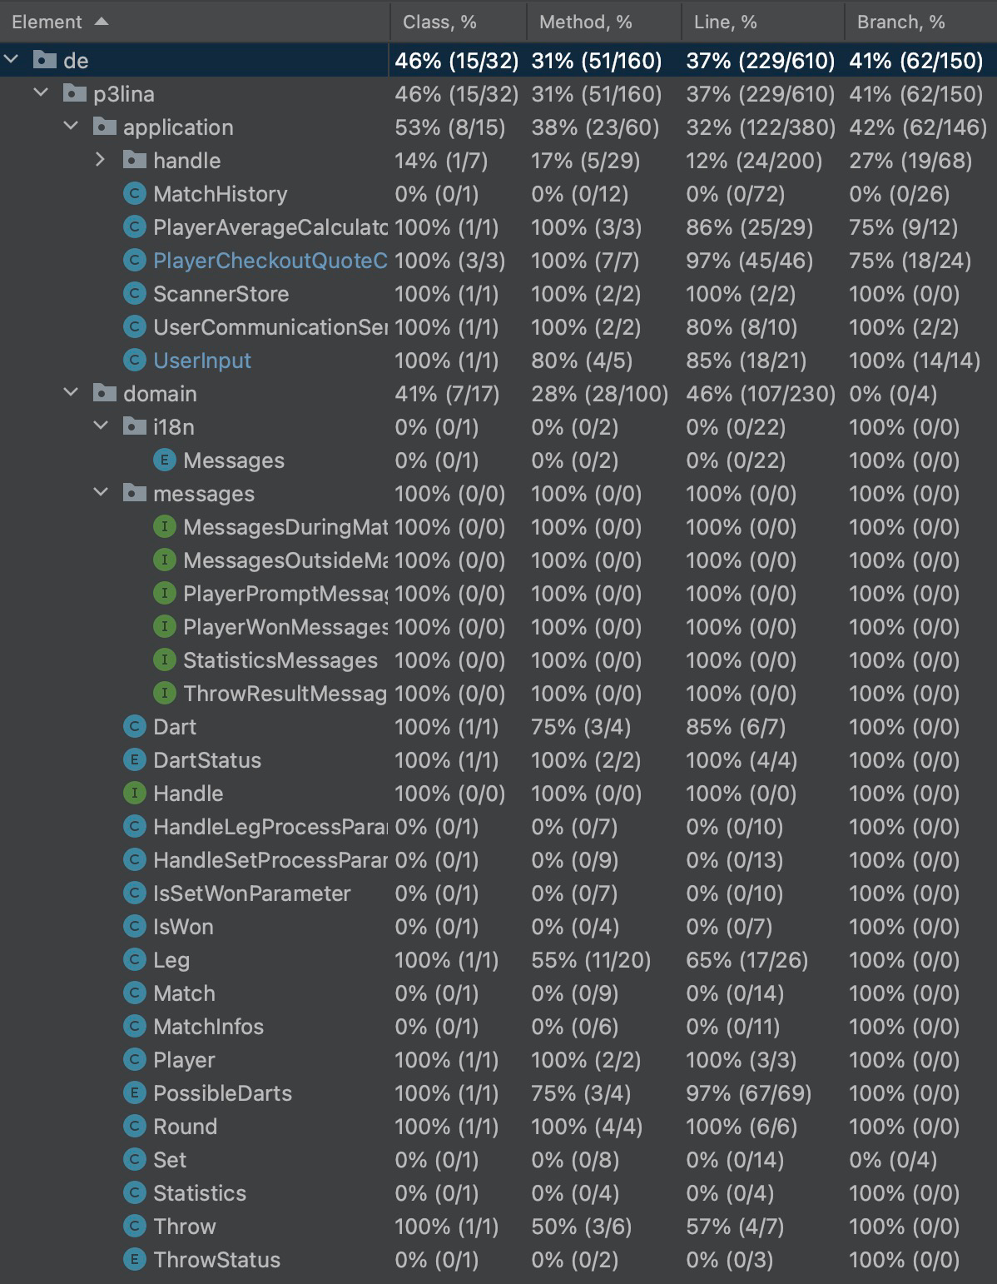 Element Class, % Method, % Line, % Branch, %
de 46% (15/32) 31% (51/160) 37% (229/610) 41% (62/150)
p3lina 46% (15/32) 31% (51/160) 37% (229/610) 41% (62/150)
application 53% (8/15) 38% (23/60) 32% (122/380) 42% (62/146)
handle 14% (1/7) 17% (5/29) 12% (24/200) 27% (19/68)
C MatchHistory 0% (0/1) 0% (0/12) 0% (0/72) 0% (0/26)
C PlayerAverageCalculato 100% (1/1) 100% (3/3) 86% (25/29) 75% (9/12)
C PlayerCheckoutQuoteC 100% (3/3) 100% (7/7) 97% (45/46) 75% (18/24)
C ScannerStore 100% (1/1) 100% (2/2) 100% (2/2) 100% (0/0)
C UserCommunicationSer 100% (1/1) 100% (2/2) 80% (8/10) 100% (2/2)
C UserInput 100% (1/1) 80% (4/5) 85% (18/21) 100% (14/14)
domain 41% (7/17) 28% (28/100) 46% (107/230) 0% (0/4)
i18n 0% (0/1) 0% (0/2) 0% (0/22) 100% (0/0)
E Messages 0% (0/1) 0% (0/2) 0% (0/22) 100% (0/0)
messages 100% (0/0) 100% (0/0) 100% (0/0) 100% (0/0)
I MessagesDuringMat 100% (0/0) 100% (0/0) 100% (0/0) 100% (0/0)
I MessagesOutsideMa 100% (0/0) 100% (0/0) 100% (0/0) 100% (0/0)
I PlayerPromptMessag 100% (0/0) 100% (0/0) 100% (0/0) 100% (0/0)
I PlayerWonMessages 100% (0/0) 100% (0/0) 100% (0/0) 100% (0/0)
I StatisticsMessages 100% (0/0) 100% (0/0) 100% (0/0) 100% (0/0)
I ThrowResultMessag 100% (0/0) 100% (0/0) 100% (0/0) 100% (0/0)
C Dart 100% (1/1) 75% (3/4) 85% (6/7) 100% (0/0)
E DartStatus 100% (1/1) 100% (2/2) 100% (4/4) 100% (0/0)
I Handle 100% (0/0) 100% (0/0) 100% (0/0) 100% (0/0)
C HandleLegProcessParar 0% (0/1) 0% (0/7) 0% (0/10) 100% (0/0)
C HandleSetProcessParar 0% (0/1) 0% (0/9) 0% (0/13) 100% (0/0)
C IsSetWonParameter 0% (0/1) 0% (0/7) 0% (0/10) 100% (0/0)
C IsWon 0% (0/1) 0% (0/4) 0% (0/7) 100% (0/0)
C Leg 100% (1/1) 55% (11/20) 65% (17/26) 100% (0/0)
C Match 0% (0/1) 0% (0/9) 0% (0/14) 100% (0/0)
C MatchInfos 0% (0/1) 0% (0/6) 0% (0/11) 100% (0/0)
C Player 100% (1/1) 100% (2/2) 100% (3/3) 100% (0/0)
E PossibleDarts 100% (1/1) 75% (3/4) 97% (67/69) 100% (0/0)
C Round 100% (1/1) 100% (4/4) 100% (6/6) 100% (0/0)
C Set 0% (0/1) 0% (0/8) 0% (0/14) 0% (0/4)
C Statistics 0% (0/1) 0% (0/4) 0% (0/4) 100% (0/0)
C Throw 100% (1/1) 50% (3/6) 57% (4/7) 100% (0/0)
E ThrowStatus 0% (0/1) 0% (0/2) 0% (0/3) 100% (0/0)